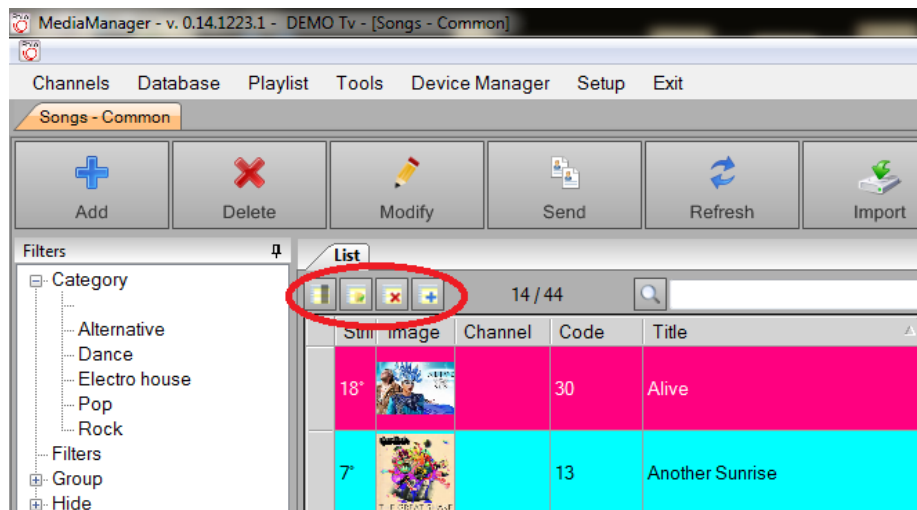 MediaManager - v. 0.14.1223.1 - DEMO Tv - [Songs - Common]
Channels Database Playlist Tools Device Manager Setup Exit
Songs - Common
Add Delete Modify Send Refresh Import
Filters
List
Category
14 / 44
Image Channel Code Title
Alternative
Dance
Electro house
Pop
Rock
Filters
Group
Hide
18° 30 Alive
7° 13 Another Sunrise